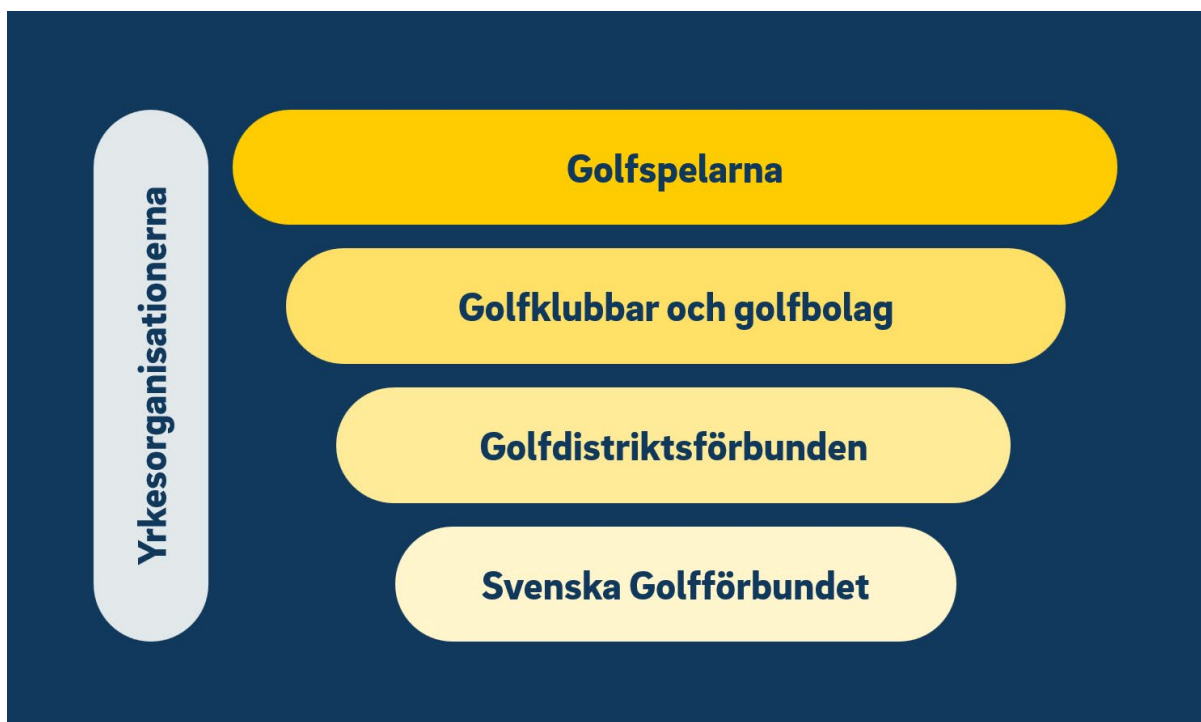 Yrkesorganisationerna
Golfspelarna
Golfklubbar och golfbolag
Golfdistriktsförbunden
Svenska Golfförbundet